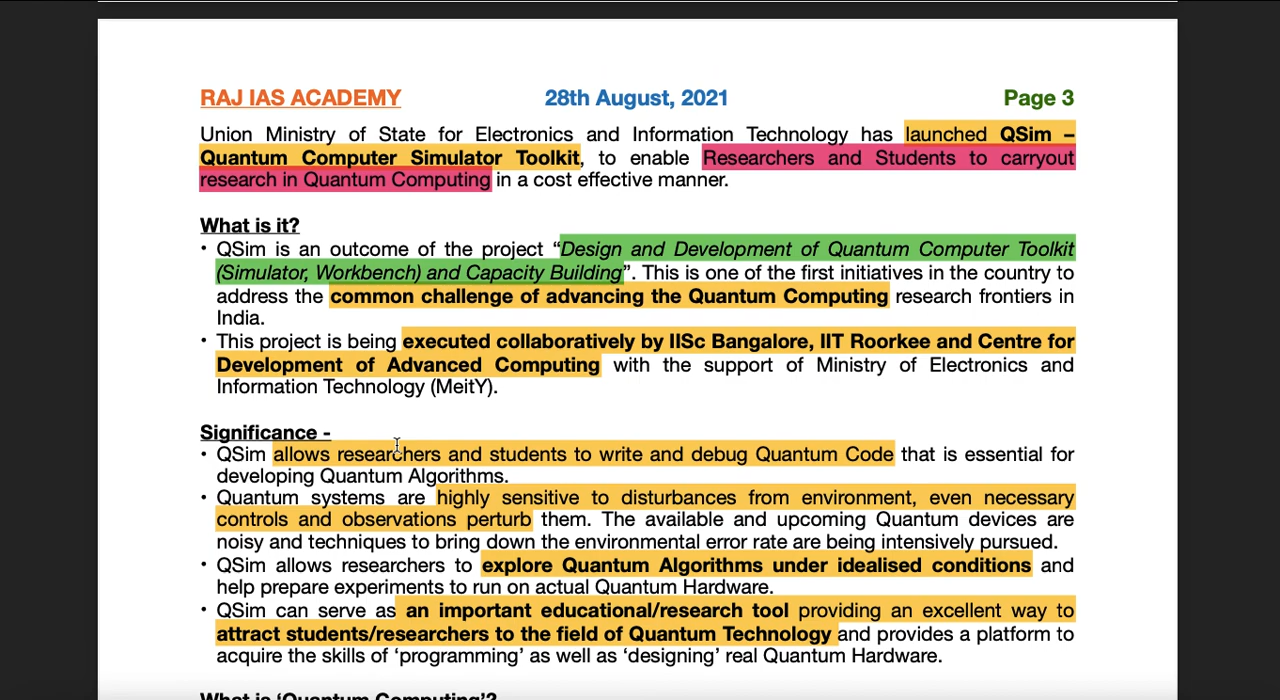 RAJ IAS ACADEMY 28th August, 2021 Page 3
Union Ministry of State for Electronics and Information Technology has launched QSim –
Quantum Computer Simulator Toolkit, to enable Researchers and Students to carryout
research in Quantum Computing in a cost effective manner.
What is it?
• QSim is an outcome of the project “Design and Development of Quantum Computer Toolkit
(Simulator, Workbench) and Capacity Building”. This is one of the first initiatives in the country to
address the common challenge of advancing the Quantum Computing research frontiers in
India.
• This project is being executed collaboratively by IISc Bangalore, IIT Roorkee and Centre for
Development of Advanced Computing with the support of Ministry of Electronics and
Information Technology (MeitY).
Significance -
• QSim allows researchers and students to write and debug Quantum Code that is essential for
developing Quantum Algorithms.
• Quantum systems are highly sensitive to disturbances from environment, even necessary
controls and observations perturb them. The available and upcoming Quantum devices are
noisy and techniques to bring down the environmental error rate are being intensively pursued.
• QSim allows researchers to explore Quantum Algorithms under idealised conditions and
help prepare experiments to run on actual Quantum Hardware.
• QSim can serve as an important educational/research tool providing an excellent way to
attract students/researchers to the field of Quantum Technology and provides a platform to
acquire the skills of ‘programming’ as well as ‘designing’ real Quantum Hardware.
What is ‘Quantum Computing’?